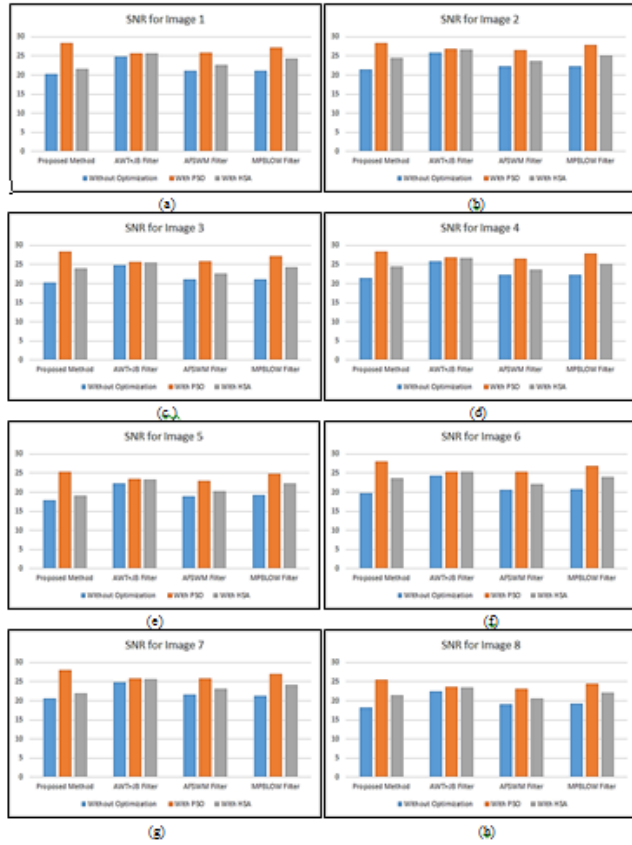 SNR for Image 1
30
25
20
15
10
5
0
Proposed Method AWT+JB Filter AFSWM Filter MPBLOW Filter
Without Optimization With PSO With HSA
(a)
SNR for Image 2
30
25
20
15
10
5
0
Proposed Method AWT+JB Filter AFSWM Filter MPBLOW Filter
Without Optimization With PSO With HSA
(b)
SNR for Image 3
30
25
20
15
10
5
0
Proposed Method AWT+JB Filter AFSWM Filter MPBLOW Filter
Without Optimization With PSO With HSA
(c)
SNR for Image 4
30
25
20
15
10
5
0
Proposed Method AWT+JB Filter AFSWM Filter MPBLOW Filter
Without Optimization With PSO With HSA
(d)
SNR for Image 5
30
25
20
15
10
5
0
Proposed Method AWT+JB Filter AFSWM Filter MPBLOW Filter
Without Optimization With PSO With HSA
(e)
SNR for Image 6
30
25
20
15
10
5
0
Proposed Method AWT+JB Filter AFSWM Filter MPBLOW Filter
Without Optimization With PSO With HSA
(f)
SNR for Image 7
30
25
20
15
10
5
0
Proposed Method AWT+JB Filter AFSWM Filter MPBLOW Filter
Without Optimization With PSO With HSA
(g)
SNR for Image 8
30
25
20
15
10
5
0
Proposed Method AWT+JB Filter AFSWM Filter MPBLOW Filter
Without Optimization With PSO With HSA
(h)